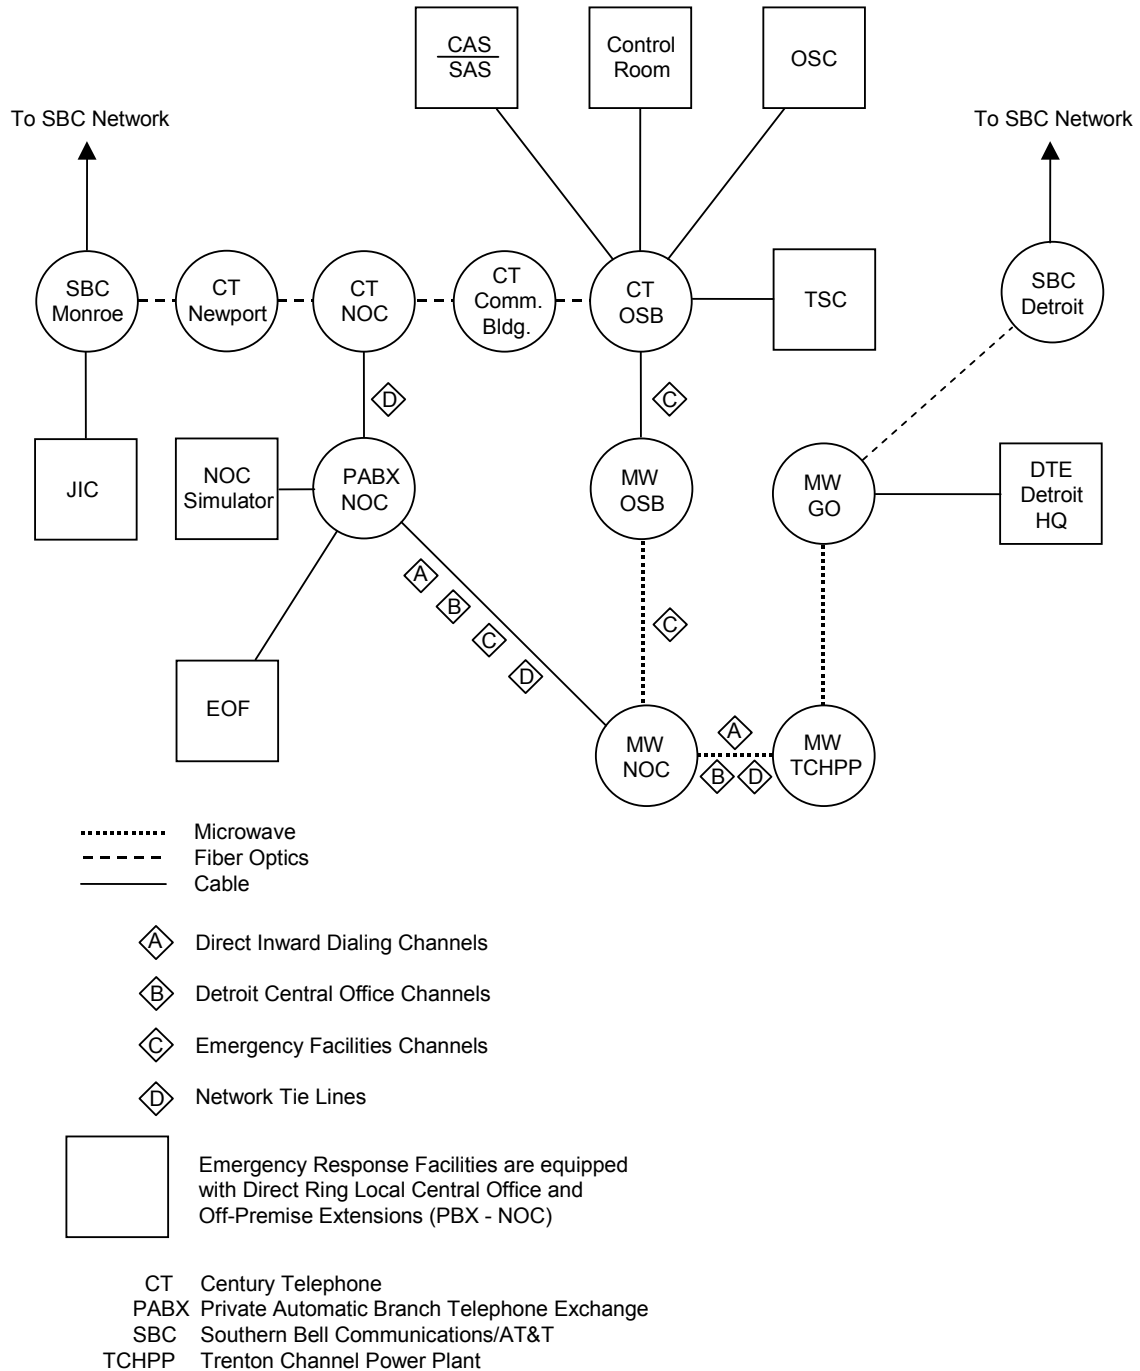 CAS
SAS
Control
Room
OSC
To SBC Network
To SBC Network
SBC
Monroe
CT
Newport
CT
NOC
CT
Comm.
Bldg.
CT
OSB
TSC
SBC
Detroit
D
C
JIC
NOC
Simulator
PABX
NOC
MW
OSB
MW
GO
DTE
Detroit
HQ
A
B
C
D
C
EOF
MW
NOC
A
B
D
MW
TCHPP
Microwave
Fiber Optics
Cable
A Direct Inward Dialing Channels
B Detroit Central Office Channels
C Emergency Facilities Channels
D Network Tie Lines
Emergency Response Facilities are equipped
with Direct Ring Local Central Office and
Off-Premise Extensions (PBX - NOC)
CT Century Telephone
PABX Private Automatic Branch Telephone Exchange
SBC Southern Bell Communications/AT&T
TCHPP Trenton Channel Power Plant